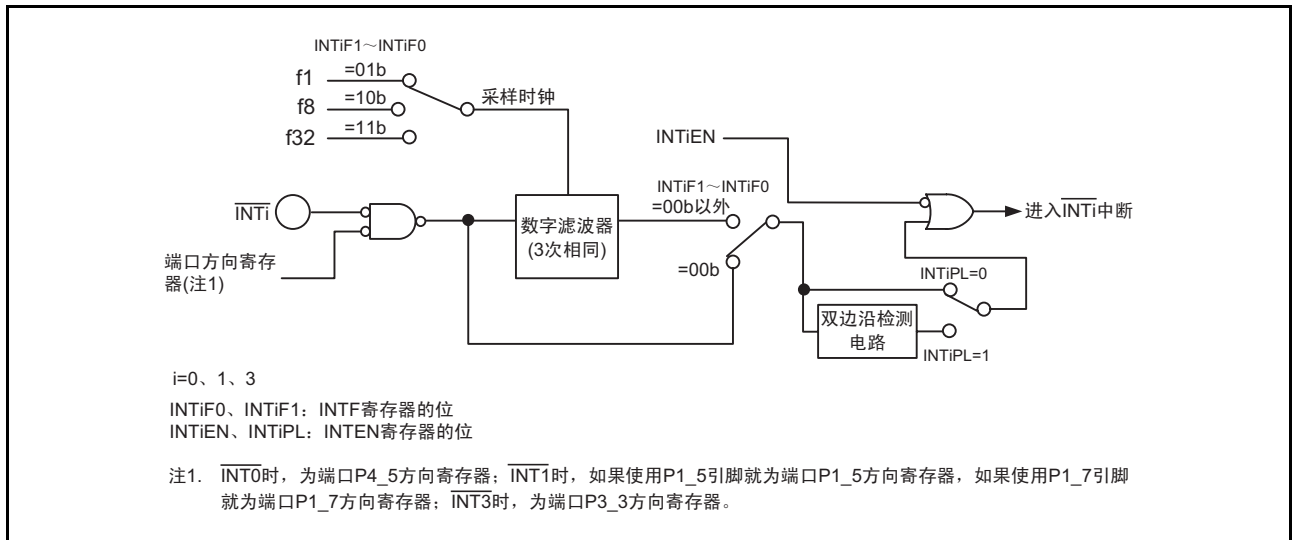 INTiF1～INTiF0
f1 =01b
f8 =10b
f32 =11b
采样时钟
INTiEN
INTi
端口方向寄存
器(注1)
数字滤波器
(3次相同)
INTiF1～INTiF0
=00b以外
=00b
进入INTi中断
INTiPL=0
双边沿检测
电路
INTiPL=1
i=0、1、3
INTiF0、INTiF1：INTF寄存器的位
INTiEN、INTiPL：INTEN寄存器的位
注1. INT0时，为端口P4_5方向寄存器；INT1时，如果使用P1_5引脚就为端口P1_5方向寄存器，如果使用P1_7引脚
就为端口P1_7方向寄存器；INT3时，为端口P3_3方向寄存器。